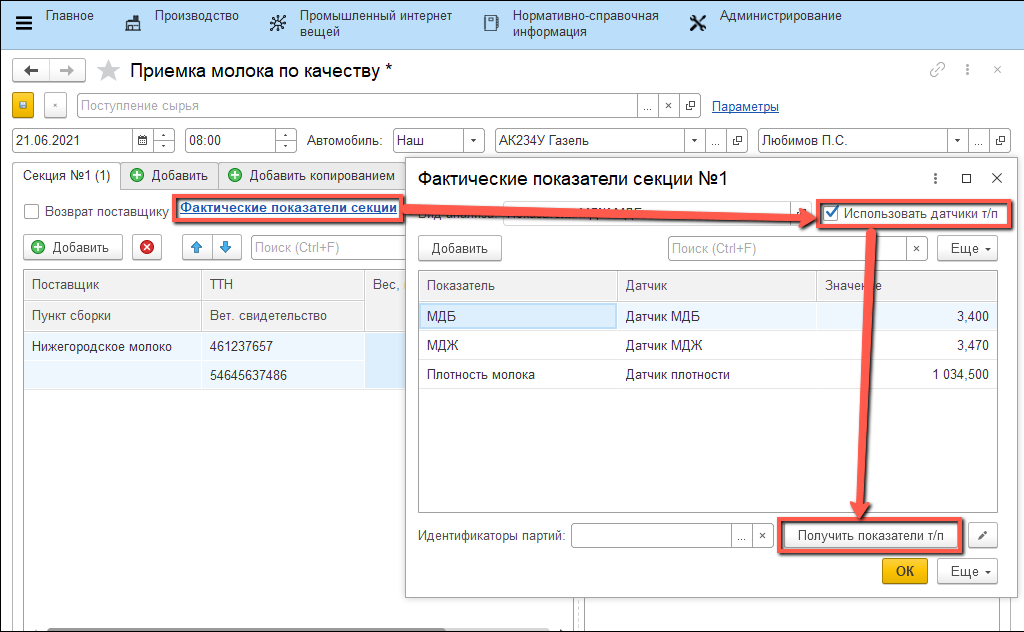 Главное
Производство
Промышленный интернет
вещей
Нормативно-справочная
информация
Администрирование
Приемка молока по качеству *
Поступление сырья
...
Параметры
21.06.2021
08:00
Автомобиль:
Наш
АК234У Газель
...
Любимов П.С.
...
Секция №1 (1)
Добавить
Добавить копированием
Возврат поставщику
Фактические показатели секции
Добавить
Поиск (Ctrl+F)
Поставщик
ТТН
Вес,
Пункт сборки
Вет. свидетельство
Нижегородское молоко
461237657
54645637486
Фактические показатели секции №1
Использовать датчики т/п
Добавить
Поиск (Ctrl+F)
Еще
Показатель
Датчик
Значение
МДБ
Датчик МДБ
3,400
МДЖ
Датчик МДЖ
3,470
Плотность молока
Датчик плотности
1 034,500
Идентификаторы партий:
...
Получить показатели т/п
ОК
Еще